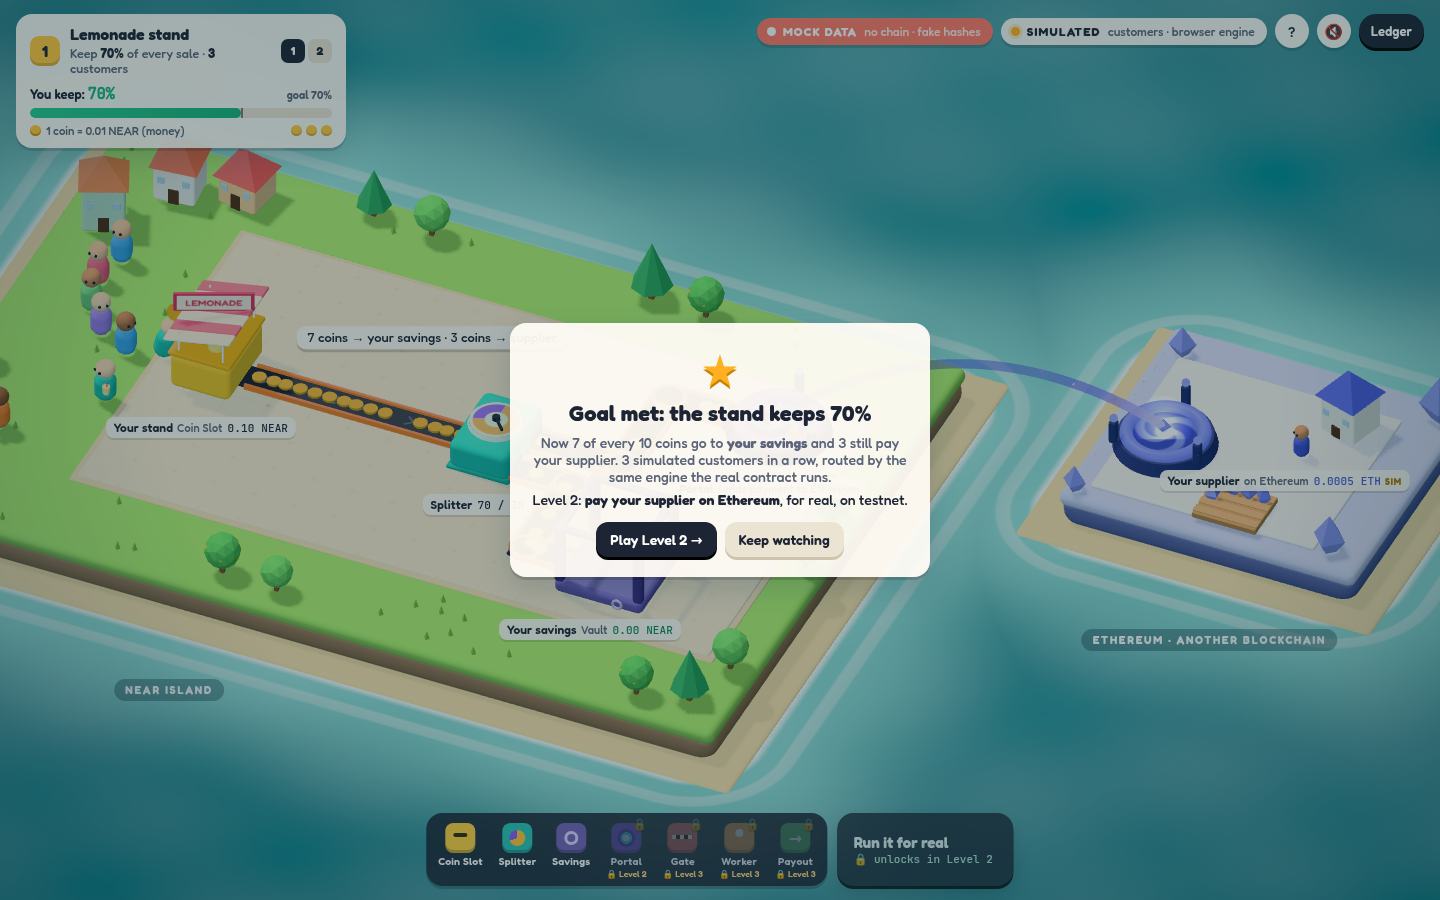 1
Lemonade stand
Keep 70% of every sale · 3
customers
1 2
You keep: 70%
goal 70%
1 coin = 0.01 NEAR (money)
MOCK DATA no chain · fake hashes
SIMULATED customers · browser engine
?
Ledger
LEMONADE
7 coins → your savings · 3 coins → supplier
Your stand Coin Slot 0.10 NEAR
Splitter 70 /
Goal met: the stand keeps 70%
Now 7 of every 10 coins go to your savings and 3 still pay
your supplier. 3 simulated customers in a row, routed by the
same engine the real contract runs.
Level 2: pay your supplier on Ethereum, for real, on testnet.
Play Level 2 →
Keep watching
Your supplier on Ethereum 0.0005 ETH SIM
Your savings Vault 0.00 NEAR
ETHEREUM · ANOTHER BLOCKCHAIN
NEAR ISLAND
Coin Slot
Splitter
Savings
Portal
Level 2
Gate
Level 3
Worker
Level 3
Payout
Level 3
Run it for real
unlocks in Level 2